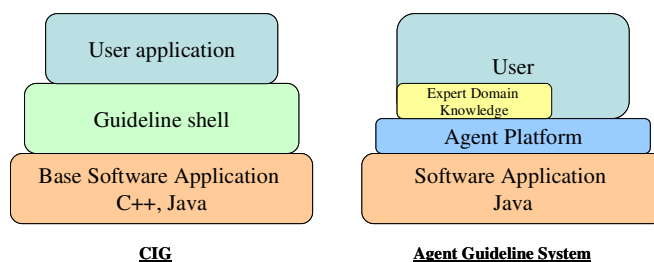 User application
Guideline shell
Base Software Application
C++, Java
CIG
User
Expert Domain
Knowledge
Agent Platform
Software Application
Java
Agent Guideline System